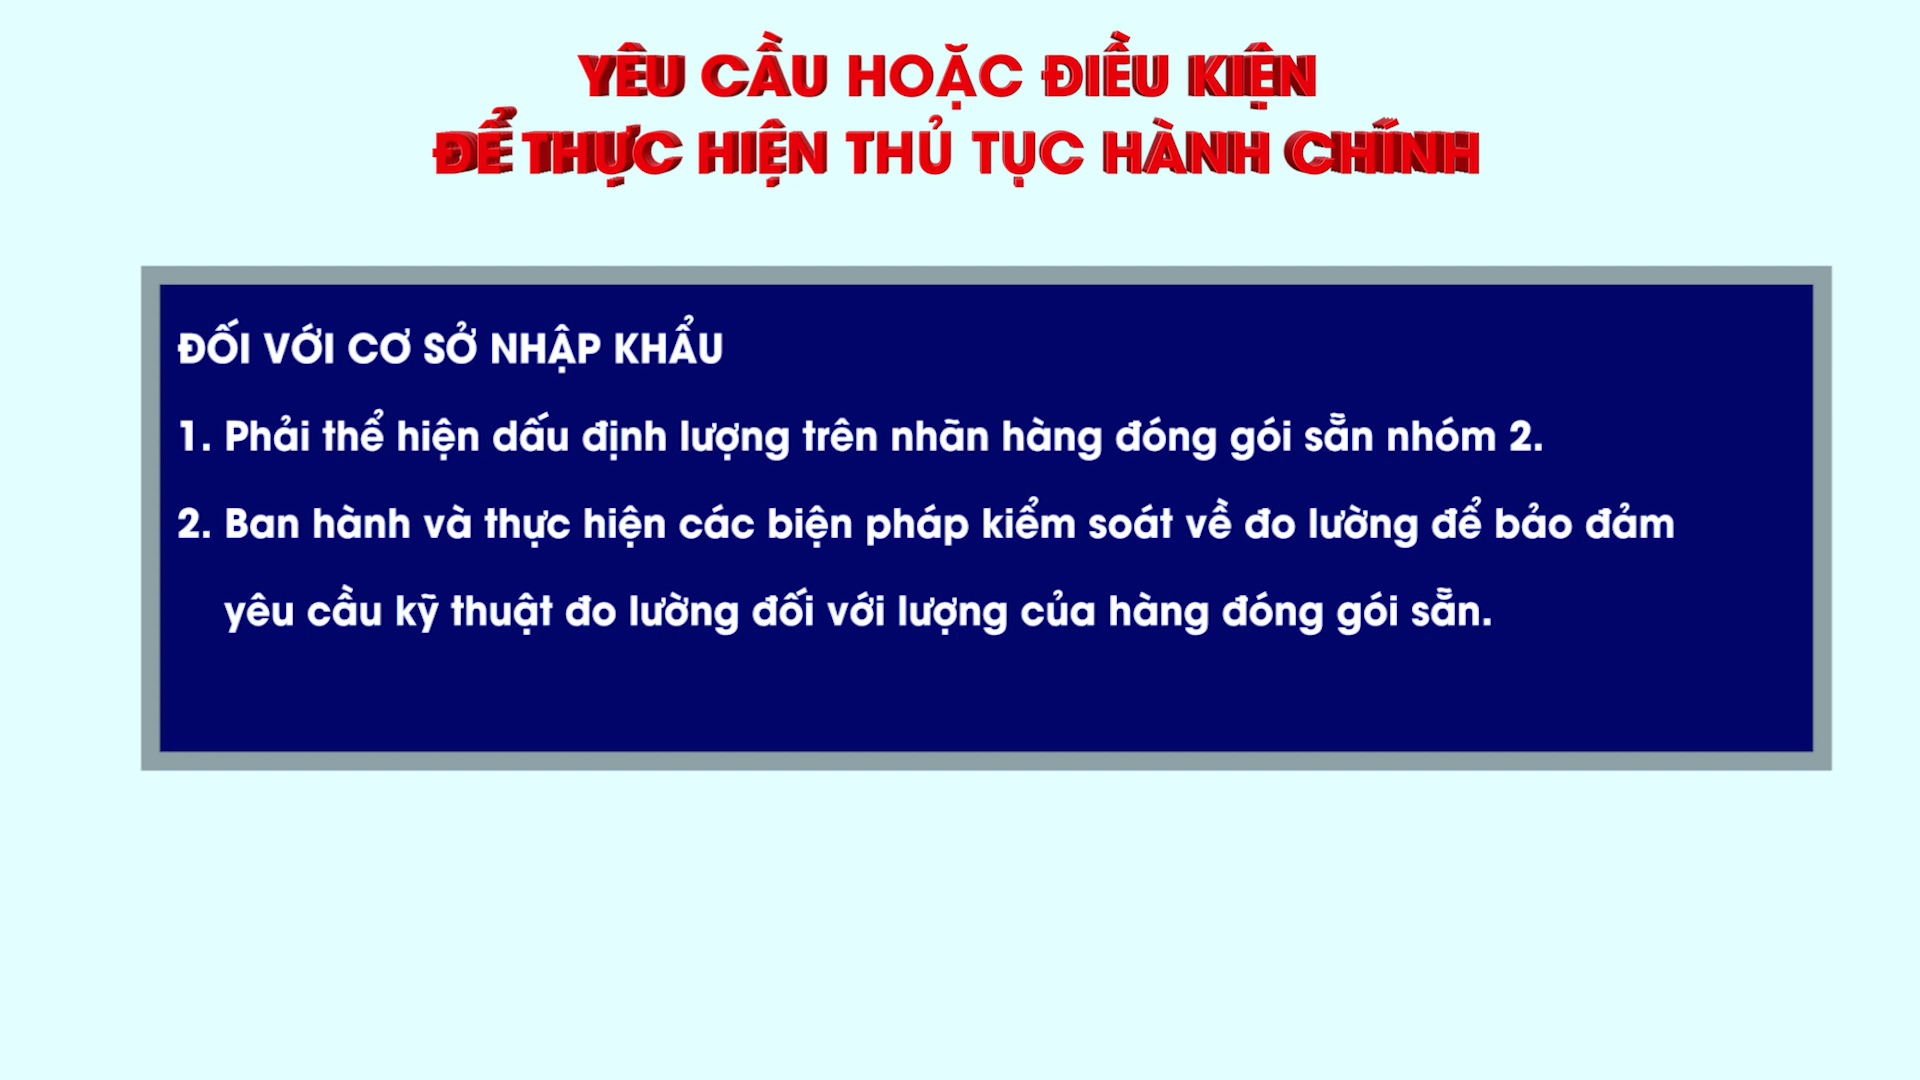 YÊU CẦU HOẶC ĐIỀU KIỆN
ĐỂ THỰC HIỆN THỦ TỤC HÀNH CHÍNH
ĐỐI VỚI CƠ SỞ NHẬP KHẨU
1. Phải thể hiện dấu định lượng trên nhãn hàng đóng gói sẵn nhóm 2.
2. Ban hành và thực hiện các biện pháp kiểm soát về đo lường để bảo đảm
yêu cầu kỹ thuật đo lường đối với lượng của hàng đóng gói sẵn.